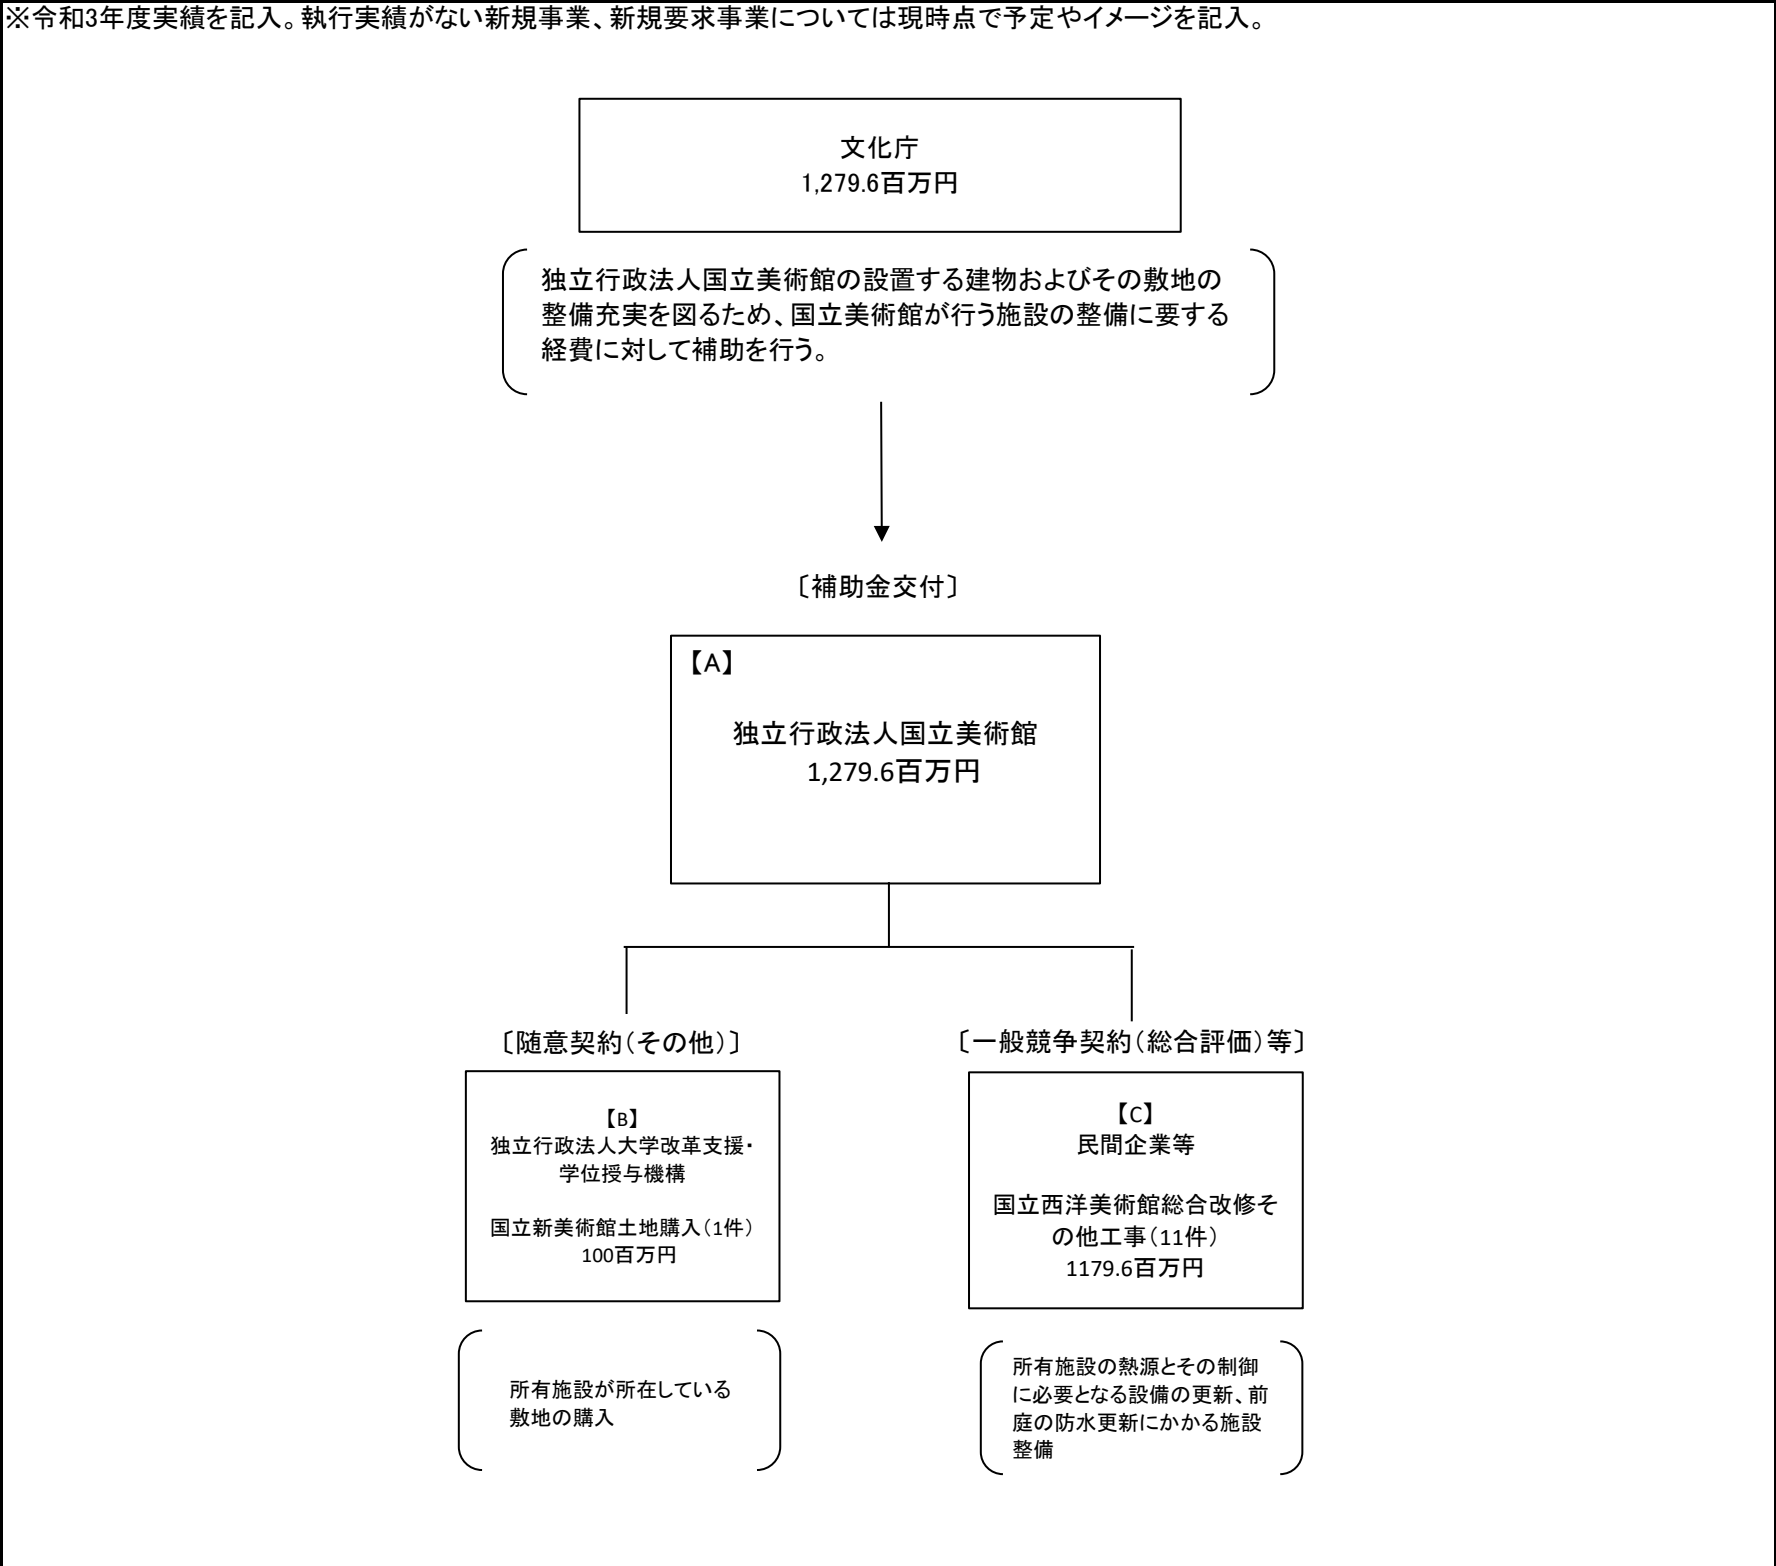 ※令和3年度実績を記入。執行実績がない新規事業、新規要求事業については現時点で予定やイメージを記入。
文化庁
1,279.6百万円
独立行政法人国立美術館の設置する建物およびその敷地の
整備充実を図るため、国立美術館が行う施設の整備に要する
経費に対して補助を行う。
〔補助金交付〕
【A】
独立行政法人国立美術館
1,279.6百万円
〔随意契約(その他)〕
【B】
独立行政法人大学改革支援・
学位授与機構
国立新美術館土地購入(1件)
100百万円
所有施設が所在している
敷地の購入
〔一般競争契約(総合評価)等〕
【C】
民間企業等
国立西洋美術館総合改修そ
の他工事(11件)
1179.6百万円
所有施設の熱源とその制御
に必要となる設備の更新、前
庭の防水更新にかかる施設
整備